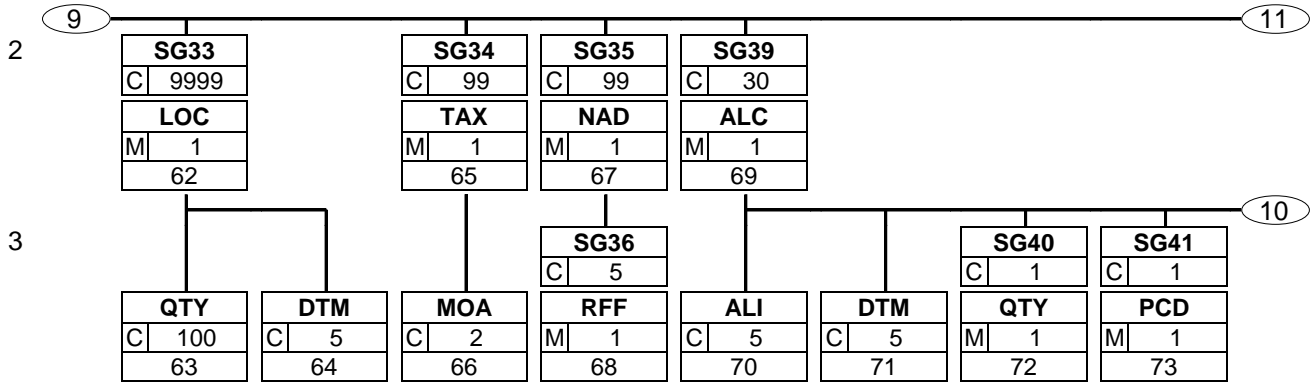 9 11
2 SG33 SG34 SG35 SG39
C 9999 C 99 C 99 C 30
LOC TAX NAD ALC
M 1 M 1 M 1 M 1
62 65 67 69
10
3 SG36 SG40 SG41
C 5 C 1 C 1
QTY DTM MOA RFF ALI DTM QTY PCD
C 100 C 5 C 2 M 1 C 5 C 5 M 1 M 1
63 64 66 68 70 71 72 73